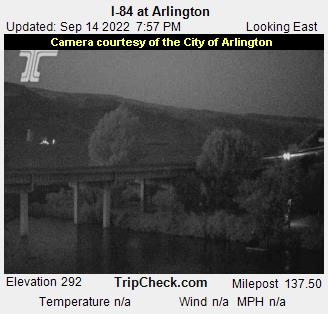 I-84 at Arlington
Updated: Sep 14 2022 7:57 PM Looking East
Camera courtesy of the City of Arlington
Elevation 292 TripCheck.com Milepost 137.50
Temperature n/a Wind n/a MPH n/a